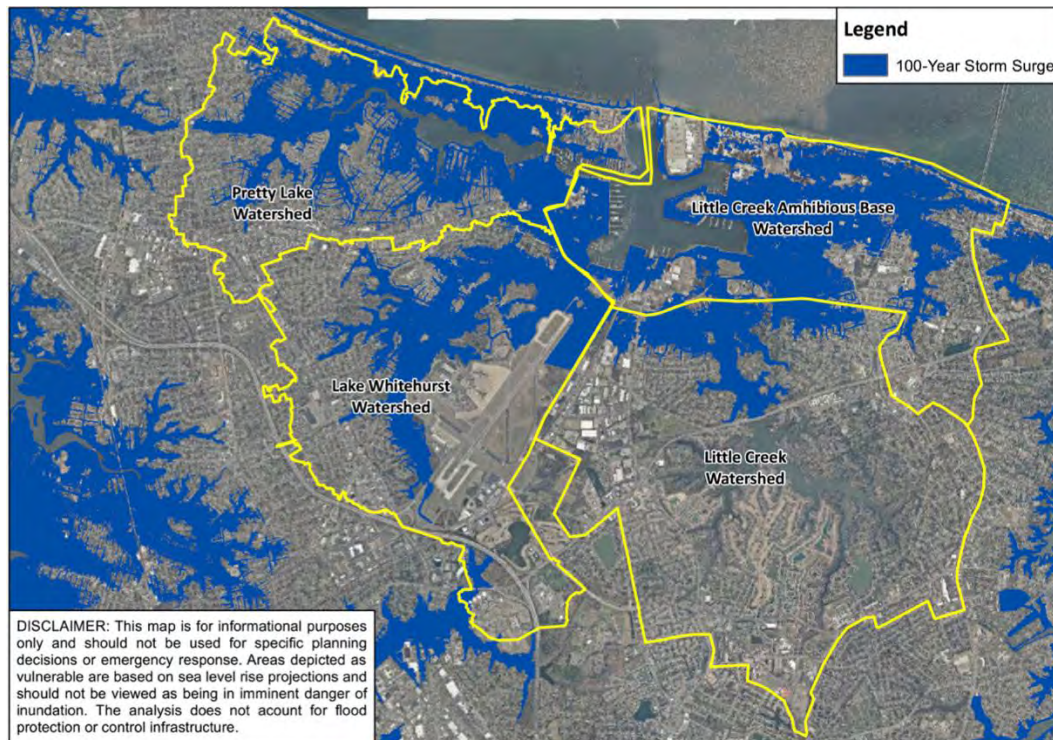 Legend
100-Year Storm Surge
Pretty Lake
Watershed
Little Creek Amhibious Base
Watershed
Lake Whitehurst
Watershed
Little Creek
Watershed
DISCLAIMER: This map is for informational purposes
only and should not be used for specific planning
decisions or emergency response. Areas depicted as
vulnerable are based on sea level rise projections and
should not be viewed as being in imminent danger of
inundation. The analysis does not acount for flood
protection or control infrastructure.